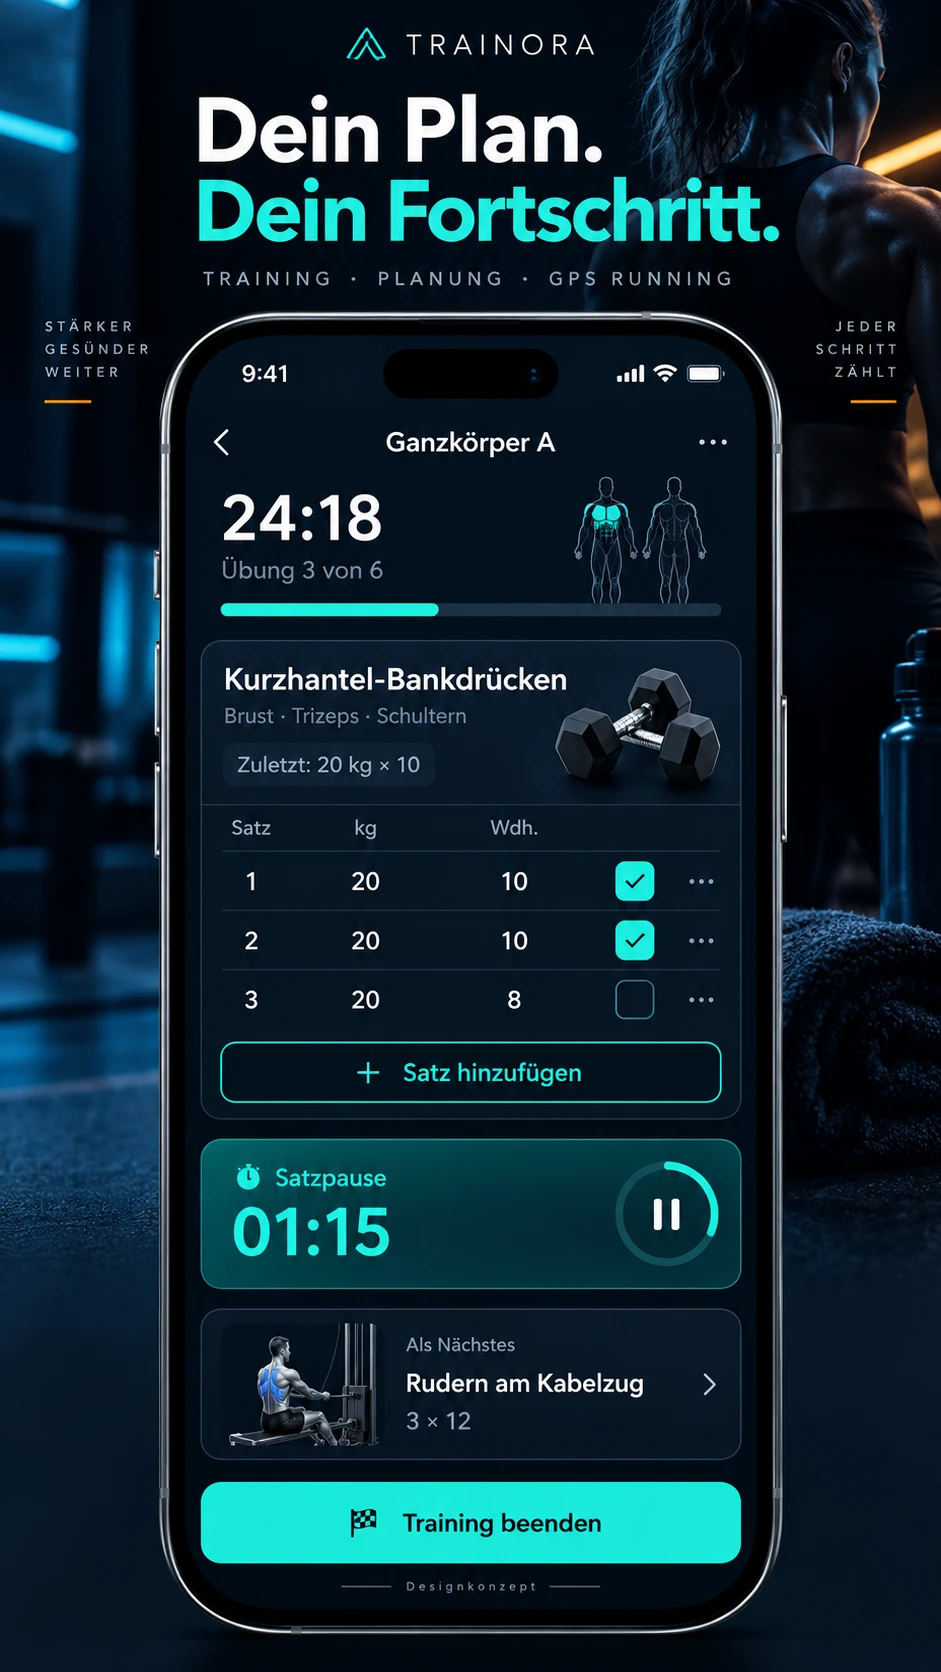 TRAINORA
Dein Plan.
Dein Fortschritt.
TRAINING · PLANUNG · GPS RUNNING
STÄRKER
GESÜNDER
WEITER
JEDER
SCHRITT
ZÄHLT
9:41
Ganzkörper A
24:18
Übung 3 von 6
Kurzhantel-Bankdrücken
Brust · Trizeps · Schultern
Zuletzt: 20 kg × 10
Satz kg Wdh.
1 20 10
2 20 10
3 20 8
+ Satz hinzufügen
Satzpause
01:15
Als Nächstes
Rudern am Kabelzug
3 × 12
Training beenden
Designkonzept